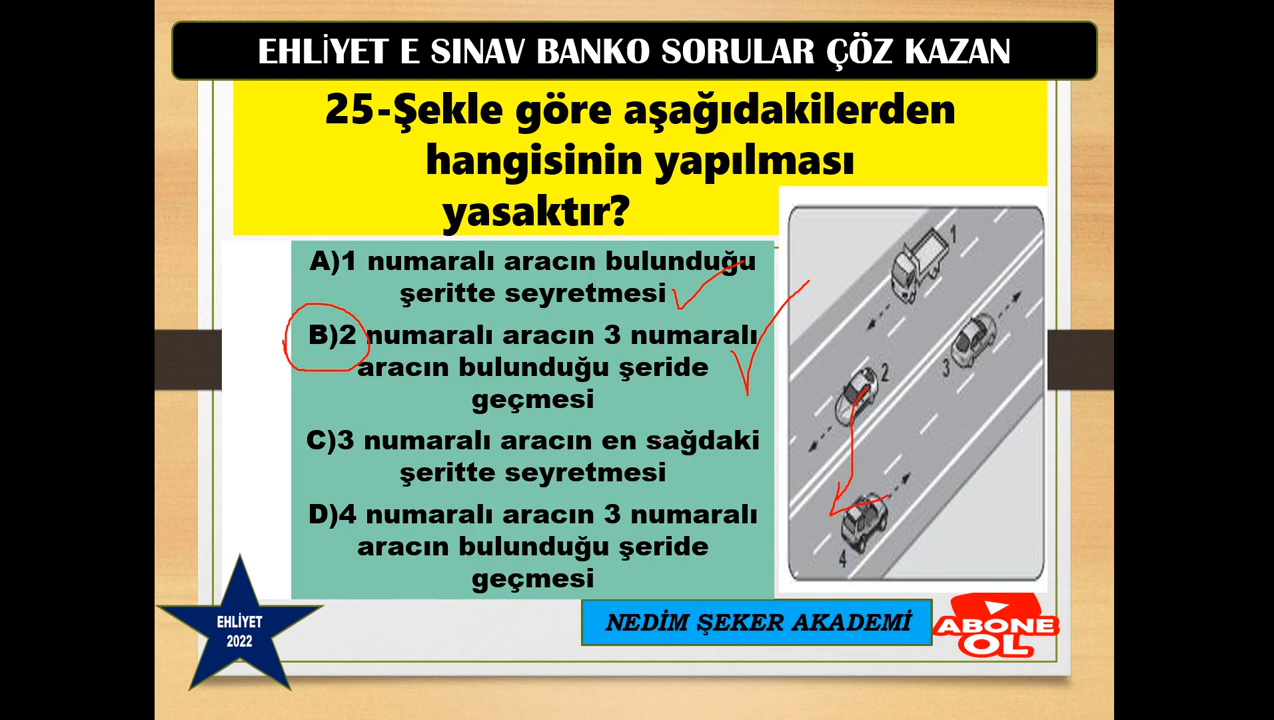 EHLİYET E SINAV BANKO SORULAR ÇÖZ KAZAN
25-Şekle göre aşağıdakilerden
hangisinin yapılması
yasaktır?
A)1 numaralı aracın bulunduğu
şeritte seyretmesi
B)2 numaralı aracın 3 numaralı
aracın bulunduğu şeride
geçmesi
C)3 numaralı aracın en sağdaki
şeritte seyretmesi
D)4 numaralı aracın 3 numaralı
aracın bulunduğu şeride
geçmesi
1
2
3
4
EHLİYET
2022
NEDİM ŞEKER AKADEMİ
ABONE
OL